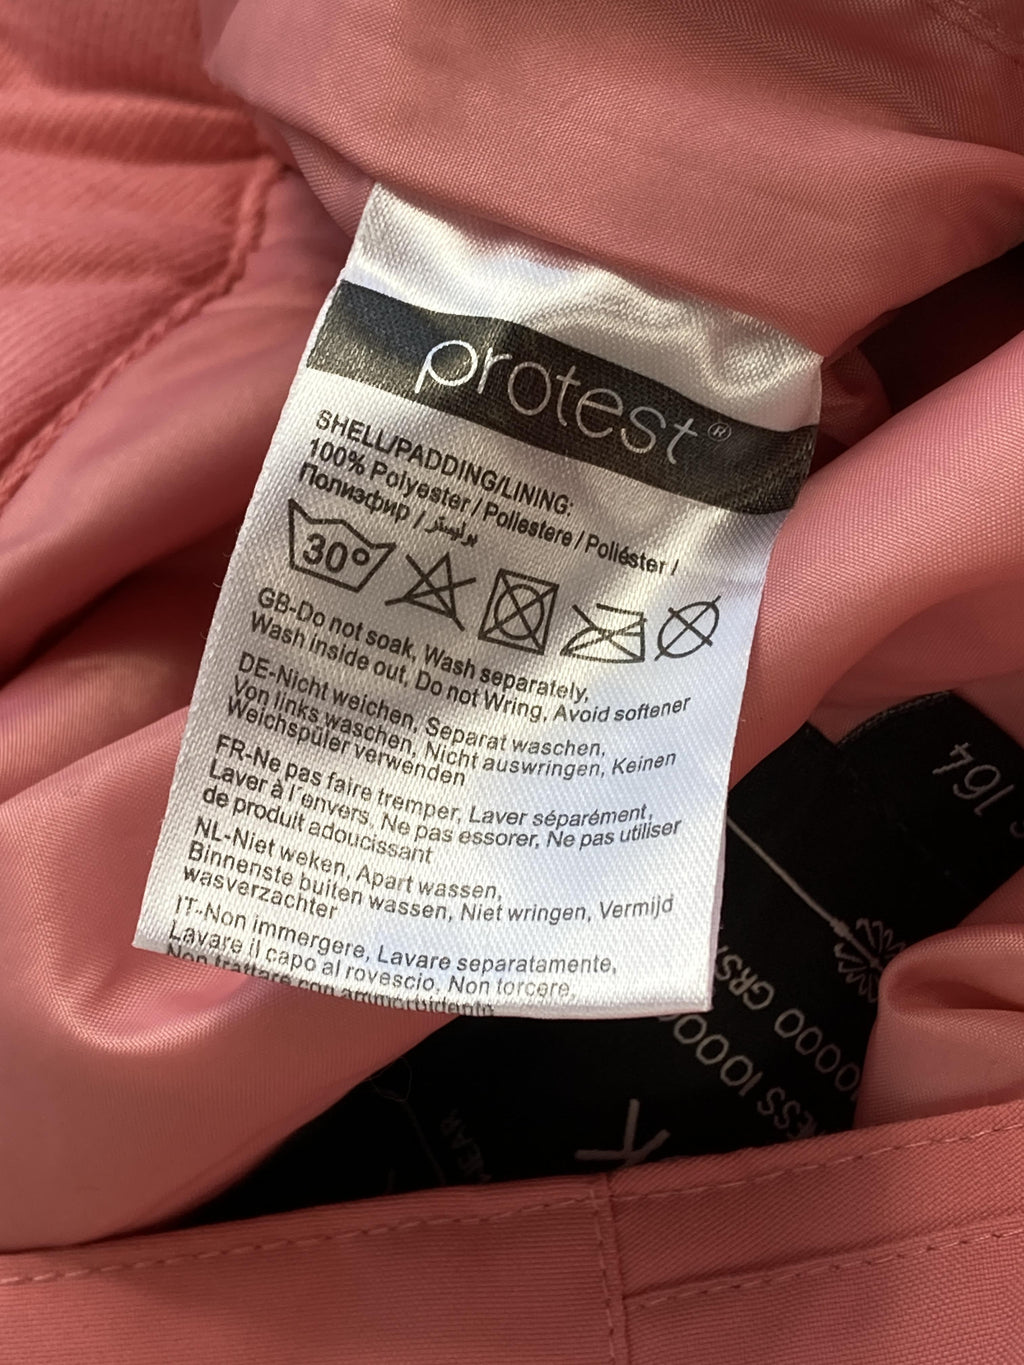 protest®
SHELL/PADDING/LINING:
100% Polyester / Poliestere / Poliéster /
Полиэфир / بوليستر
30°
GB-Do not soak, Wash separately,
Wash inside out, Do not Wring, Avoid softener
DE-Nicht weichen, Separat waschen,
Von links waschen, Nicht auswringen, Keinen
Weichspüler verwenden
FR-Ne pas faire tremper, Laver séparément,
Laver à l'envers, Ne pas essorer, Ne pas utiliser
de produit adoucissant
NL-Niet weken, Apart wassen,
Binnenste buiten wassen, Niet wringen, Vermijd
wasverzachter
IT-Non immergere, Lavare separatamente,
Lavare il capo al rovescio, Non torcere,
Non trattare con
164